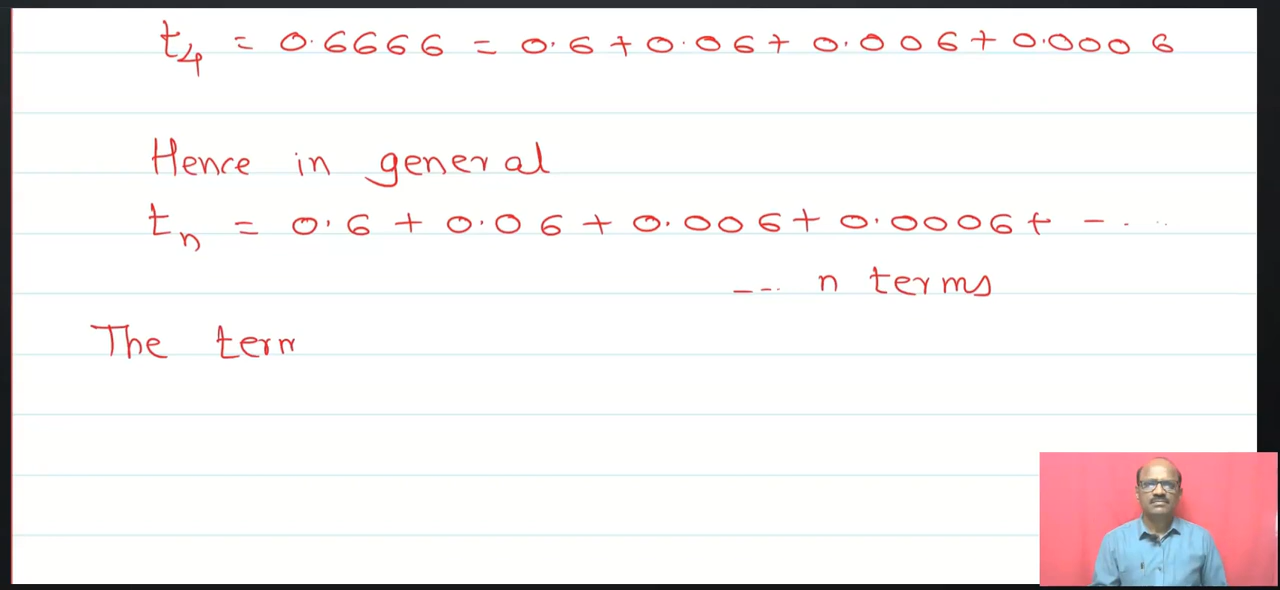 t4 = 0.6666 = 0.6 + 0.06 + 0.006 + 0.0006
Hence in general
tn = 0.6 + 0.06 + 0.006 + 0.0006 + - ....
--... n terms
The term